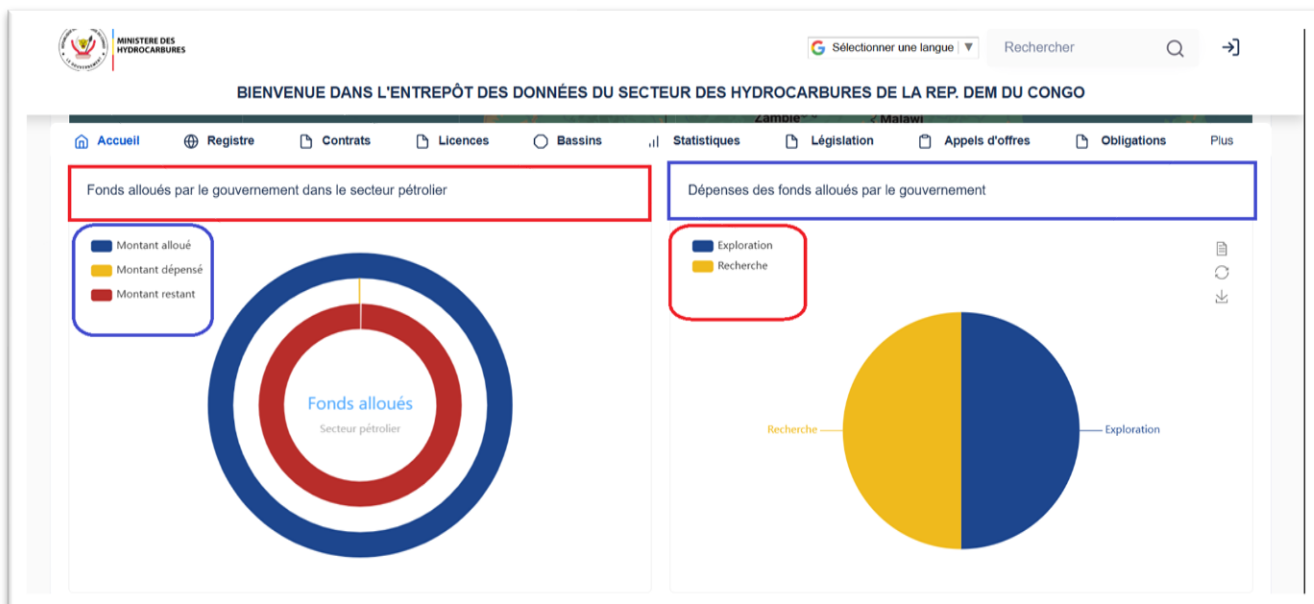 MINISTERE DES
HYDROCARBURES
Sélectionner une langue ▼
Rechercher
BIENVENUE DANS L'ENTREPÔT DES DONNÉES DU SECTEUR DES HYDROCARBURES DE LA REP. DEM DU CONGO
Zambie Malawi
Accueil Registre Contrats Licences Bassins Statistiques Législation Appels d'offres Obligations Plus
Fonds alloués par le gouvernement dans le secteur pétrolier
Montant alloué
Montant dépensé
Montant restant
Fonds alloués
Secteur pétrolier
Dépenses des fonds alloués par le gouvernement
Exploration
Recherche
Recherche
Exploration